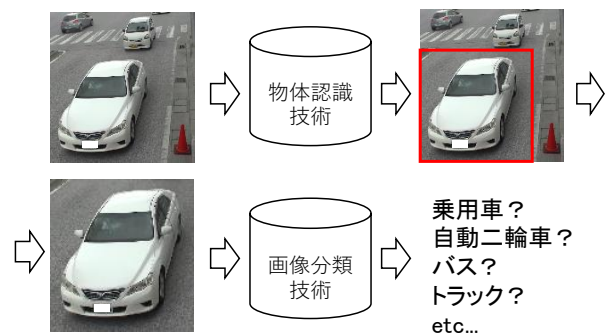 物体認識
技術
画像分類
技術
乗用車？
自動二輪車？
バス？
トラック？
etc…